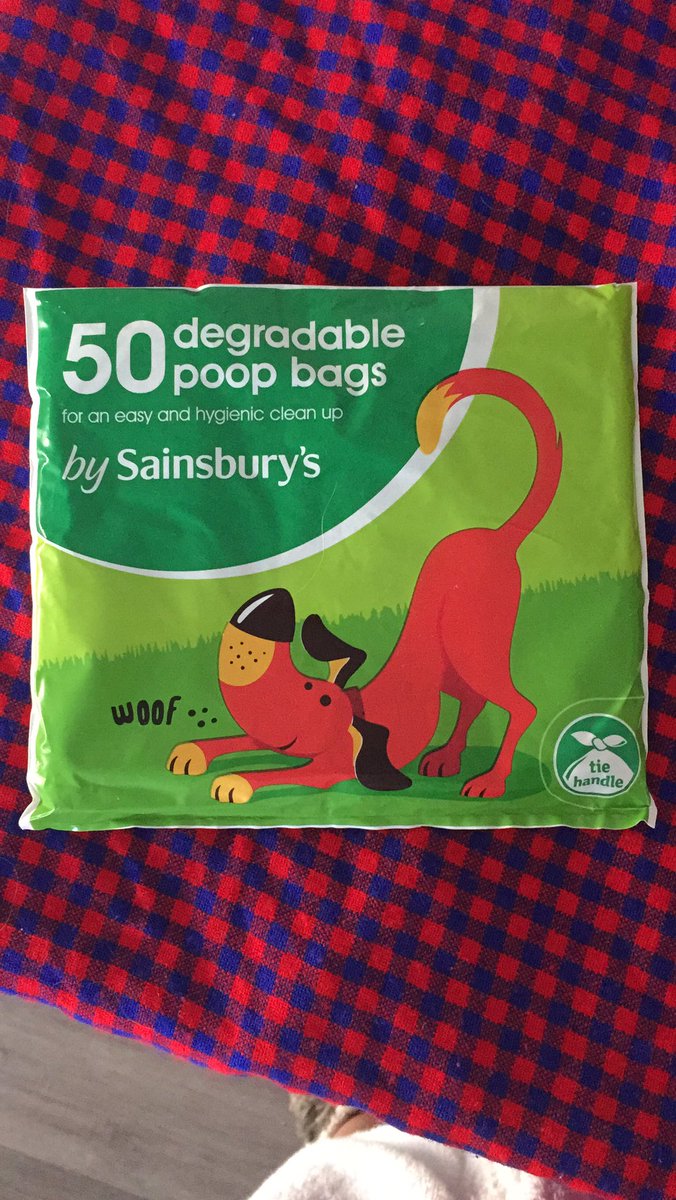 50 degradable
poop bags
for an easy and hygienic clean up
by Sainsbury's
WOOF
tie
handle